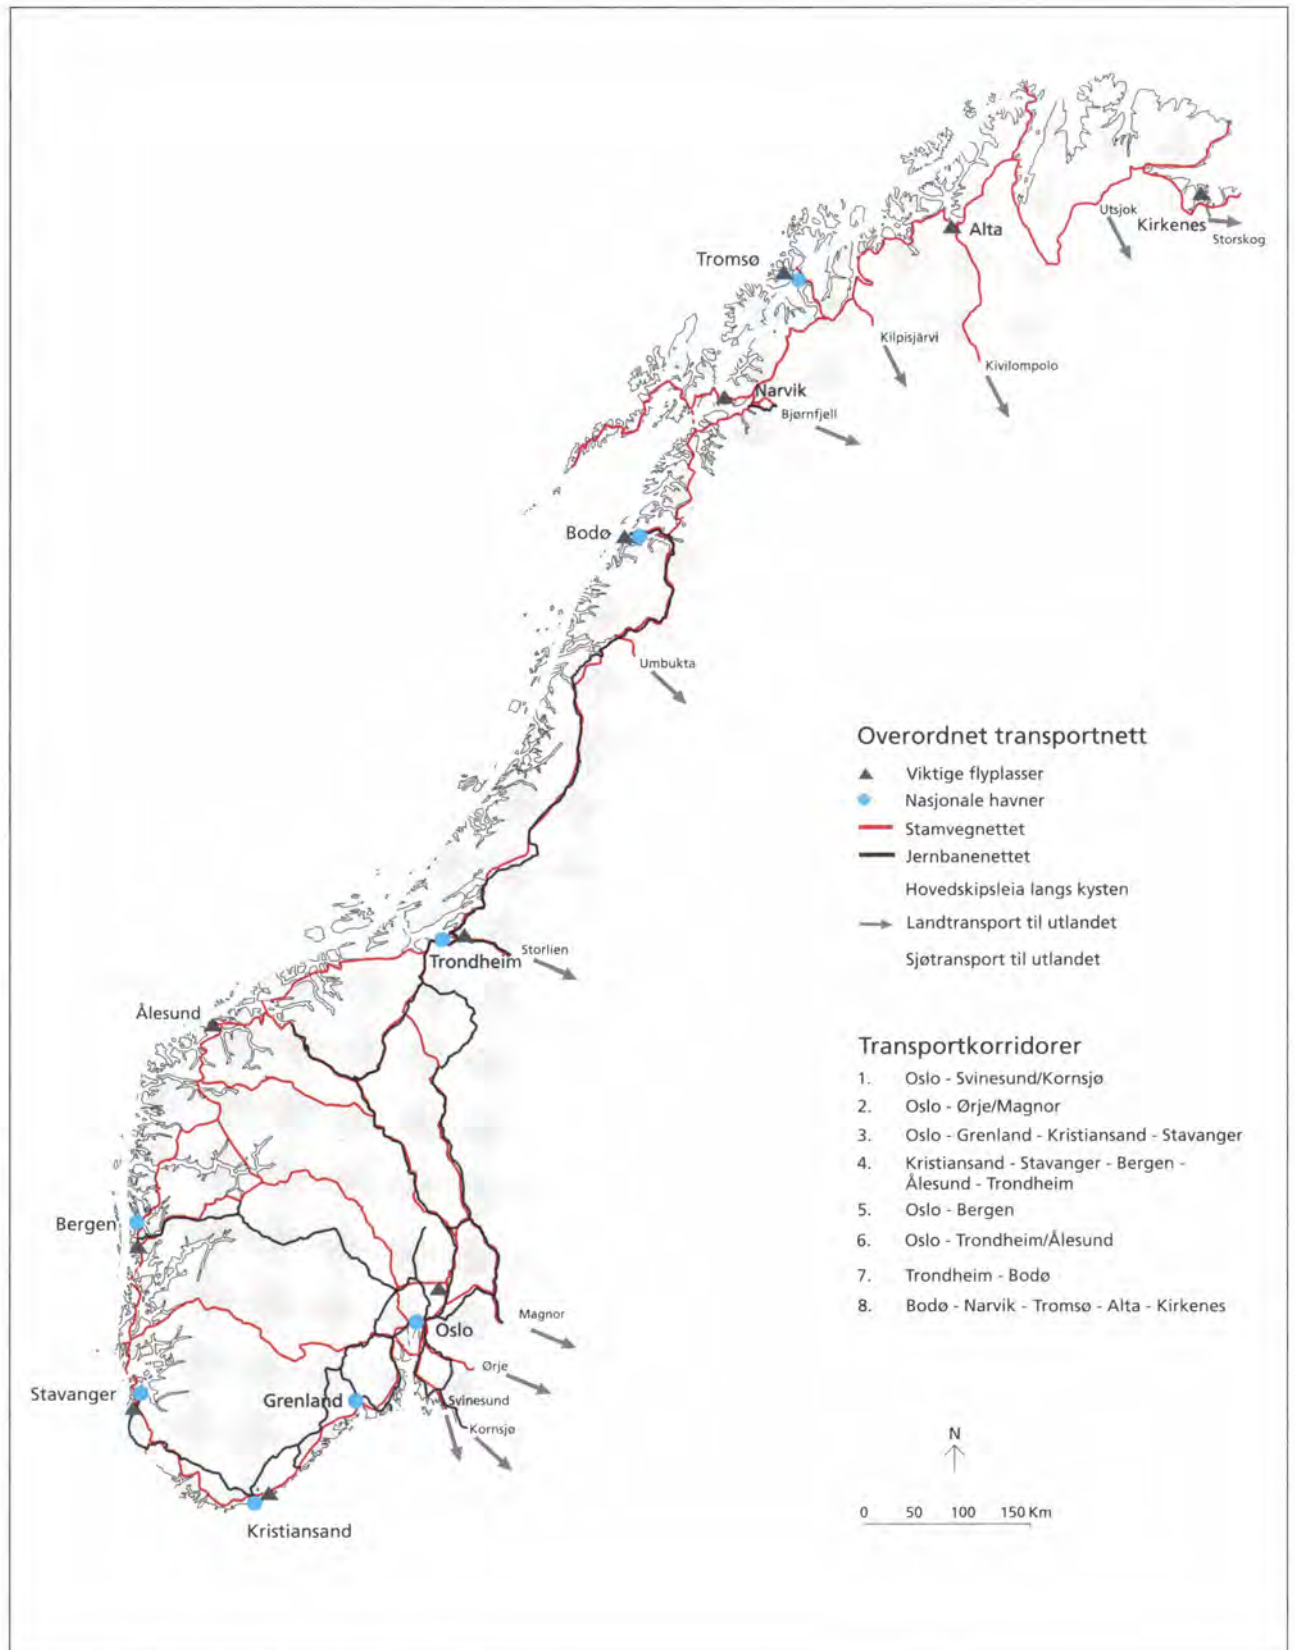 Alta
Utsjok
Kirkenes
Storskog
Tromsø
Kilpisjärvi
Kivilompolo
Narvik
Bjørnfjell
Bodø
Umbukta
Overordnet transportnett
Viktige flyplasser
Nasjonale havner
Stamvegnettet
Jernbanenettet
Hovedskipsleia langs kysten
Landtransport til utlandet
Sjøtransport til utlandet
Storlien
Trondheim
Ålesund
Transportkorridorer
1. Oslo - Svinesund/Kornsjø
2. Oslo - Ørje/Magnor
3. Oslo - Grenland - Kristiansand - Stavanger
4. Kristiansand - Stavanger - Bergen -
Ålesund - Trondheim
5. Oslo - Bergen
6. Oslo - Trondheim/Ålesund
7. Trondheim - Bodø
8. Bodø - Narvik - Tromsø - Alta - Kirkenes
Bergen
Magnor
Oslo
Ørje
Stavanger
Grenland
Svinesund
Kornsjø
N
0 50 100 150 Km
Kristiansand